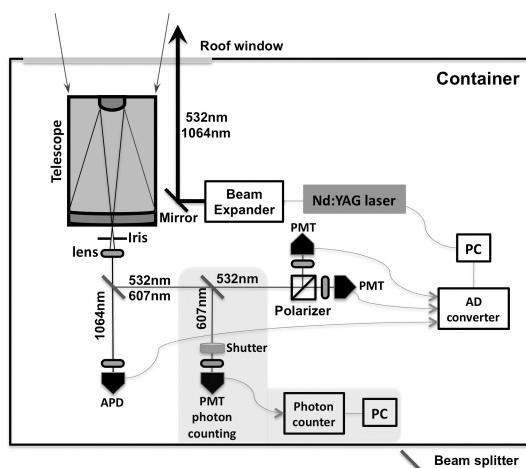 Roof window
Container
532nm
1064nm
Telescope
Beam
Expander
Nd:YAG laser
Mirror
Iris
lens
PMT
PC
532nm
607nm
532nm
PMT
Polarizer
AD
converter
1064nm
607nm
Shutter
APD
PMT
photon
counting
Photon
counter
PC
Beam splitter